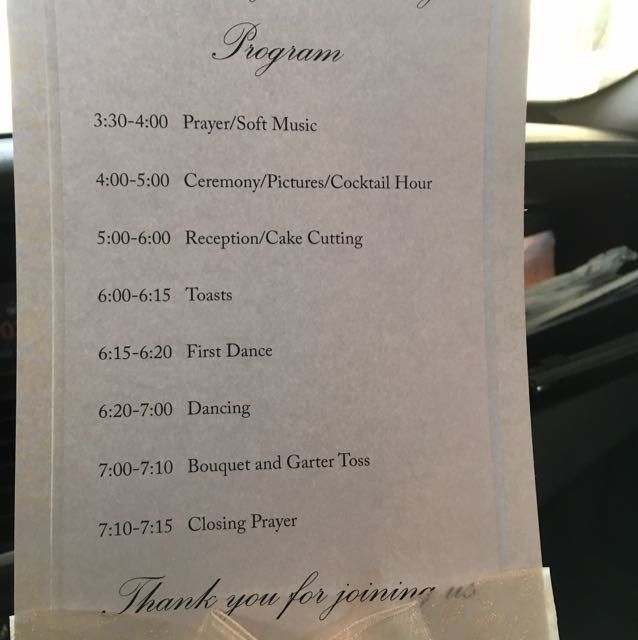 Program
3:30-4:00 Prayer/Soft Music
4:00-5:00 Ceremony/Pictures/Cocktail Hour
5:00-6:00 Reception/Cake Cutting
6:00-6:15 Toasts
6:15-6:20 First Dance
6:20-7:00 Dancing
7:00-7:10 Bouquet and Garter Toss
7:10-7:15 Closing Prayer
Thank you for joining us